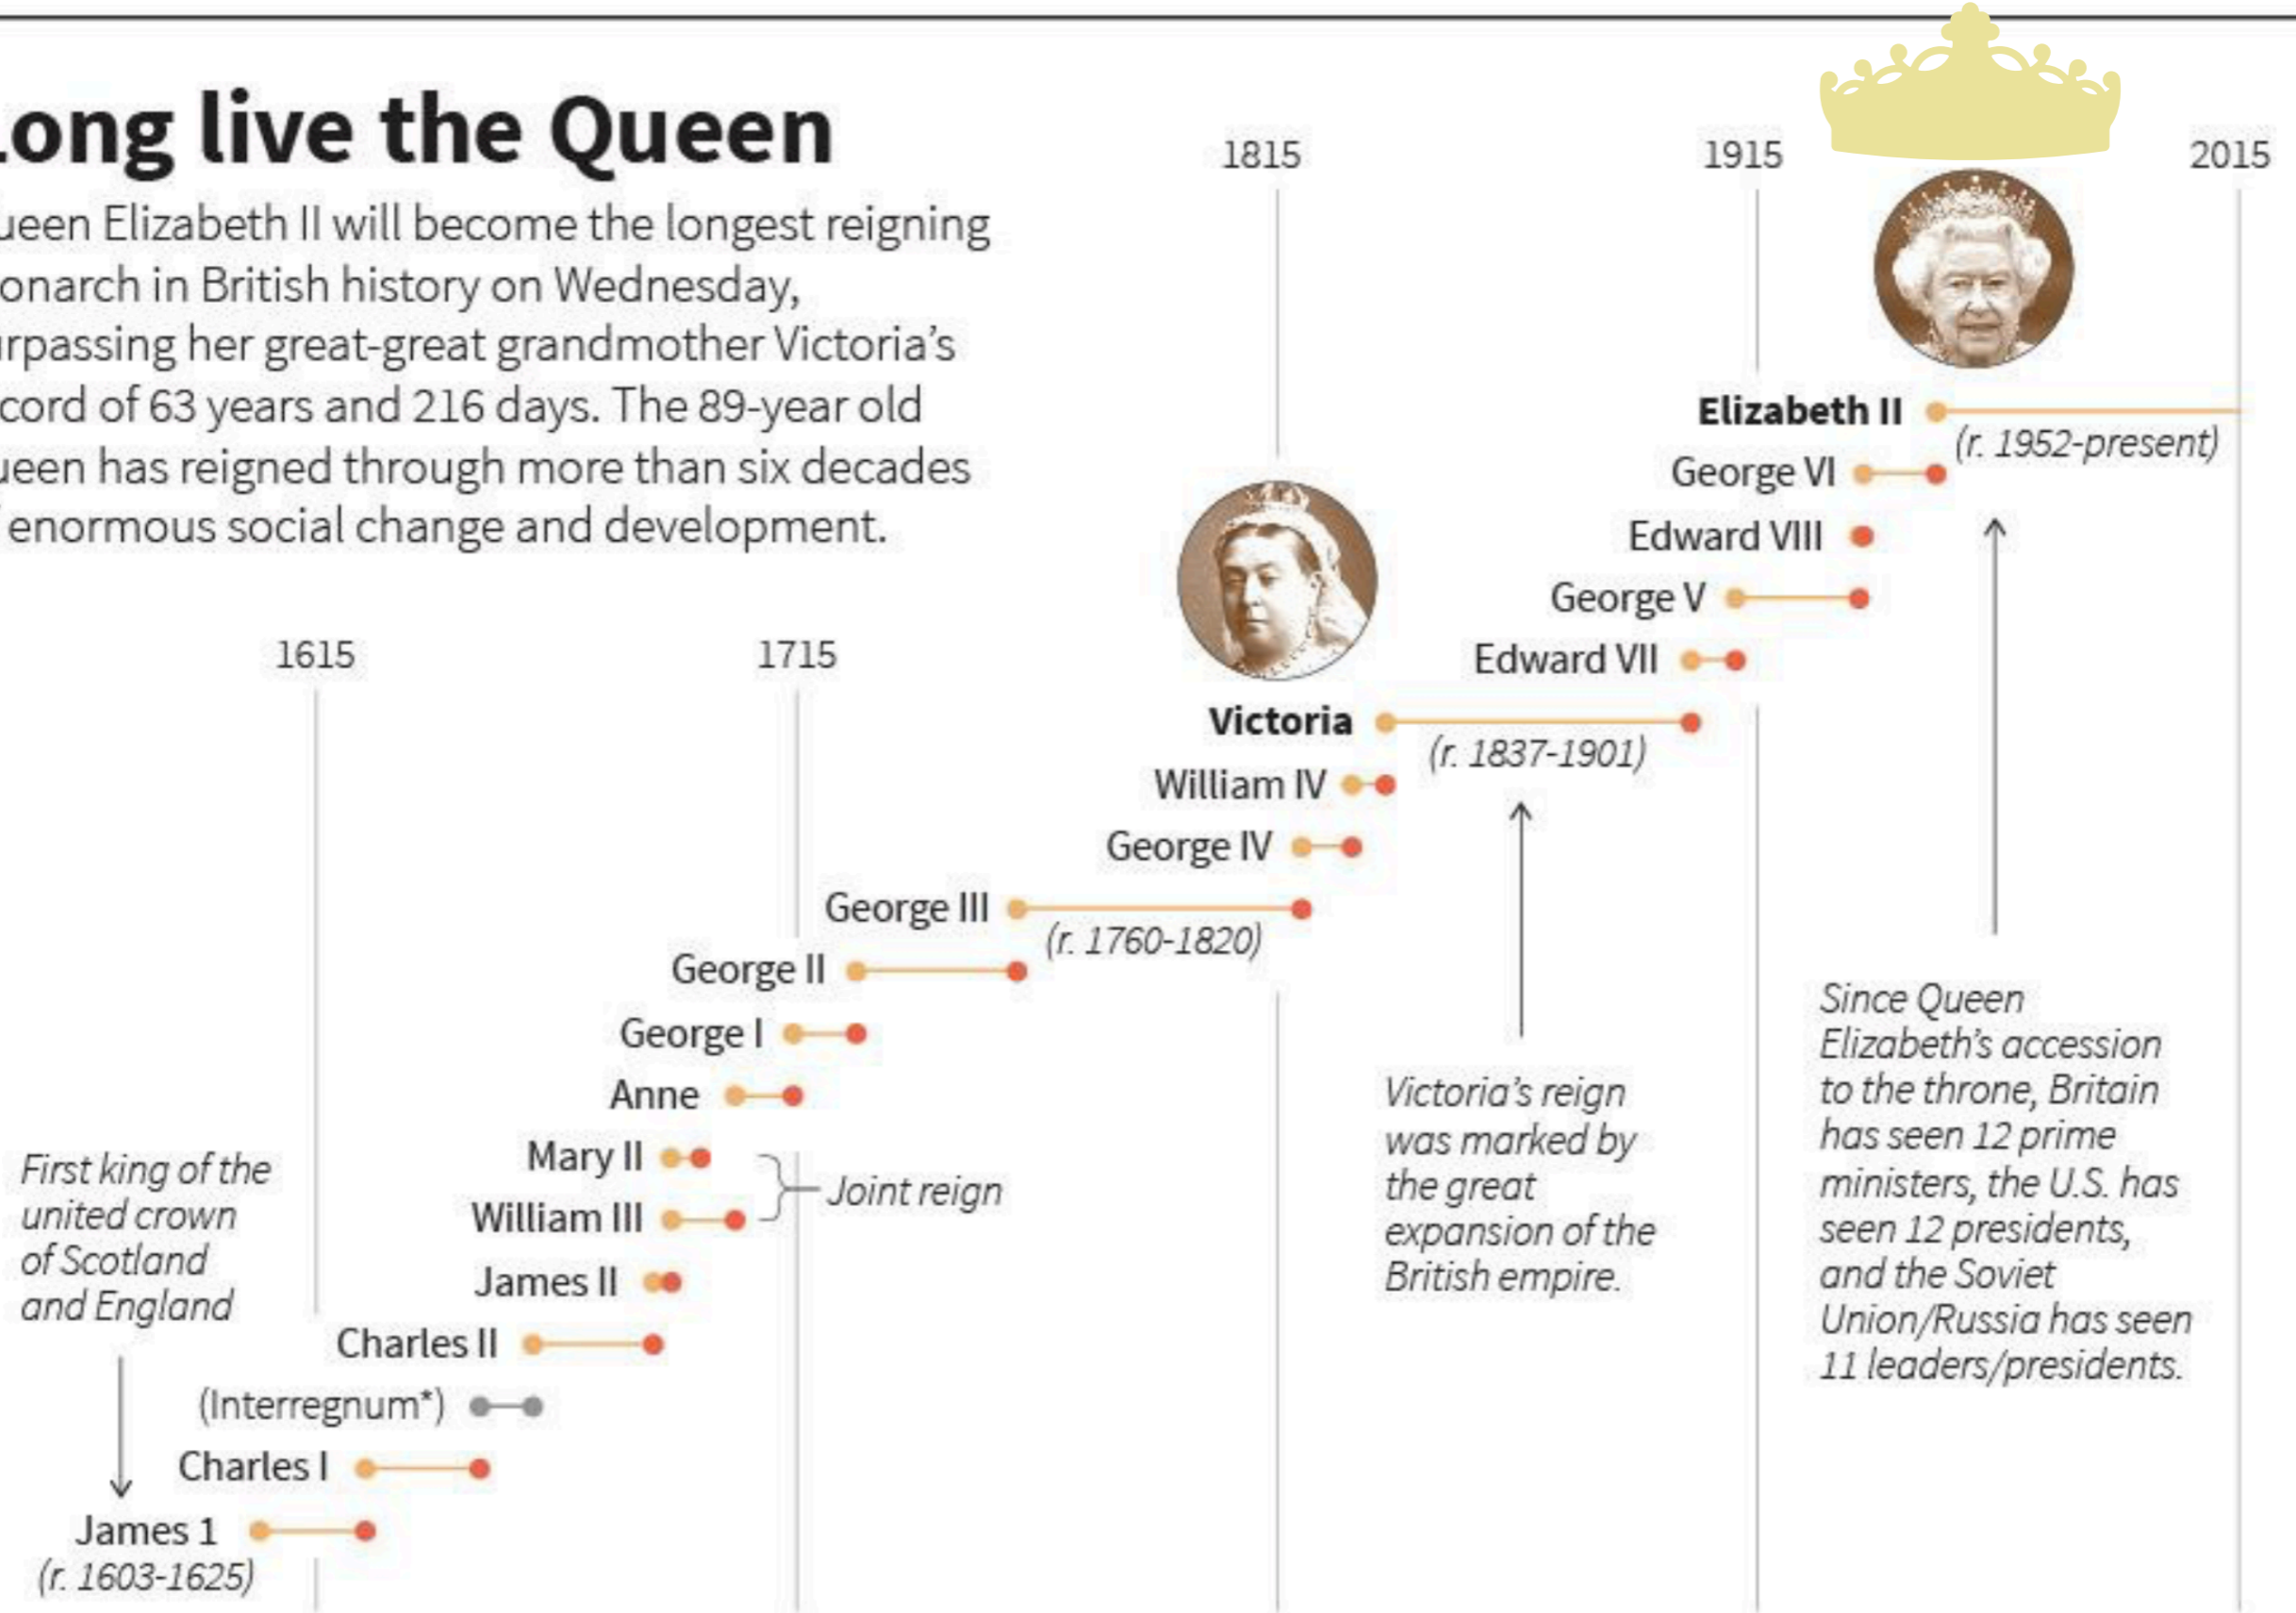 Long live the Queen
ueen Elizabeth II will become the longest reigning
onarch in British history on Wednesday,
urpassing her great-great grandmother Victoria's
cord of 63 years and 216 days. The 89-year old
ueen has reigned through more than six decades
f enormous social change and development.
1615
1715
1815
1915
2015
Elizabeth II
(r. 1952-present)
George VI
Edward VIII
George V
Edward VII
Victoria
(r. 1837-1901)
William IV
George IV
George III
(r. 1760-1820)
George II
George I
Anne
Mary II
William III
Joint reign
James II
Charles II
(Interregnum*)
Charles I
James 1
(r. 1603-1625)
First king of the
united crown
of Scotland
and England
Victoria's reign
was marked by
the great
expansion of the
British empire.
Since Queen
Elizabeth's accession
to the throne, Britain
has seen 12 prime
ministers, the U.S. has
seen 12 presidents,
and the Soviet
Union/Russia has seen
11 leaders/presidents.